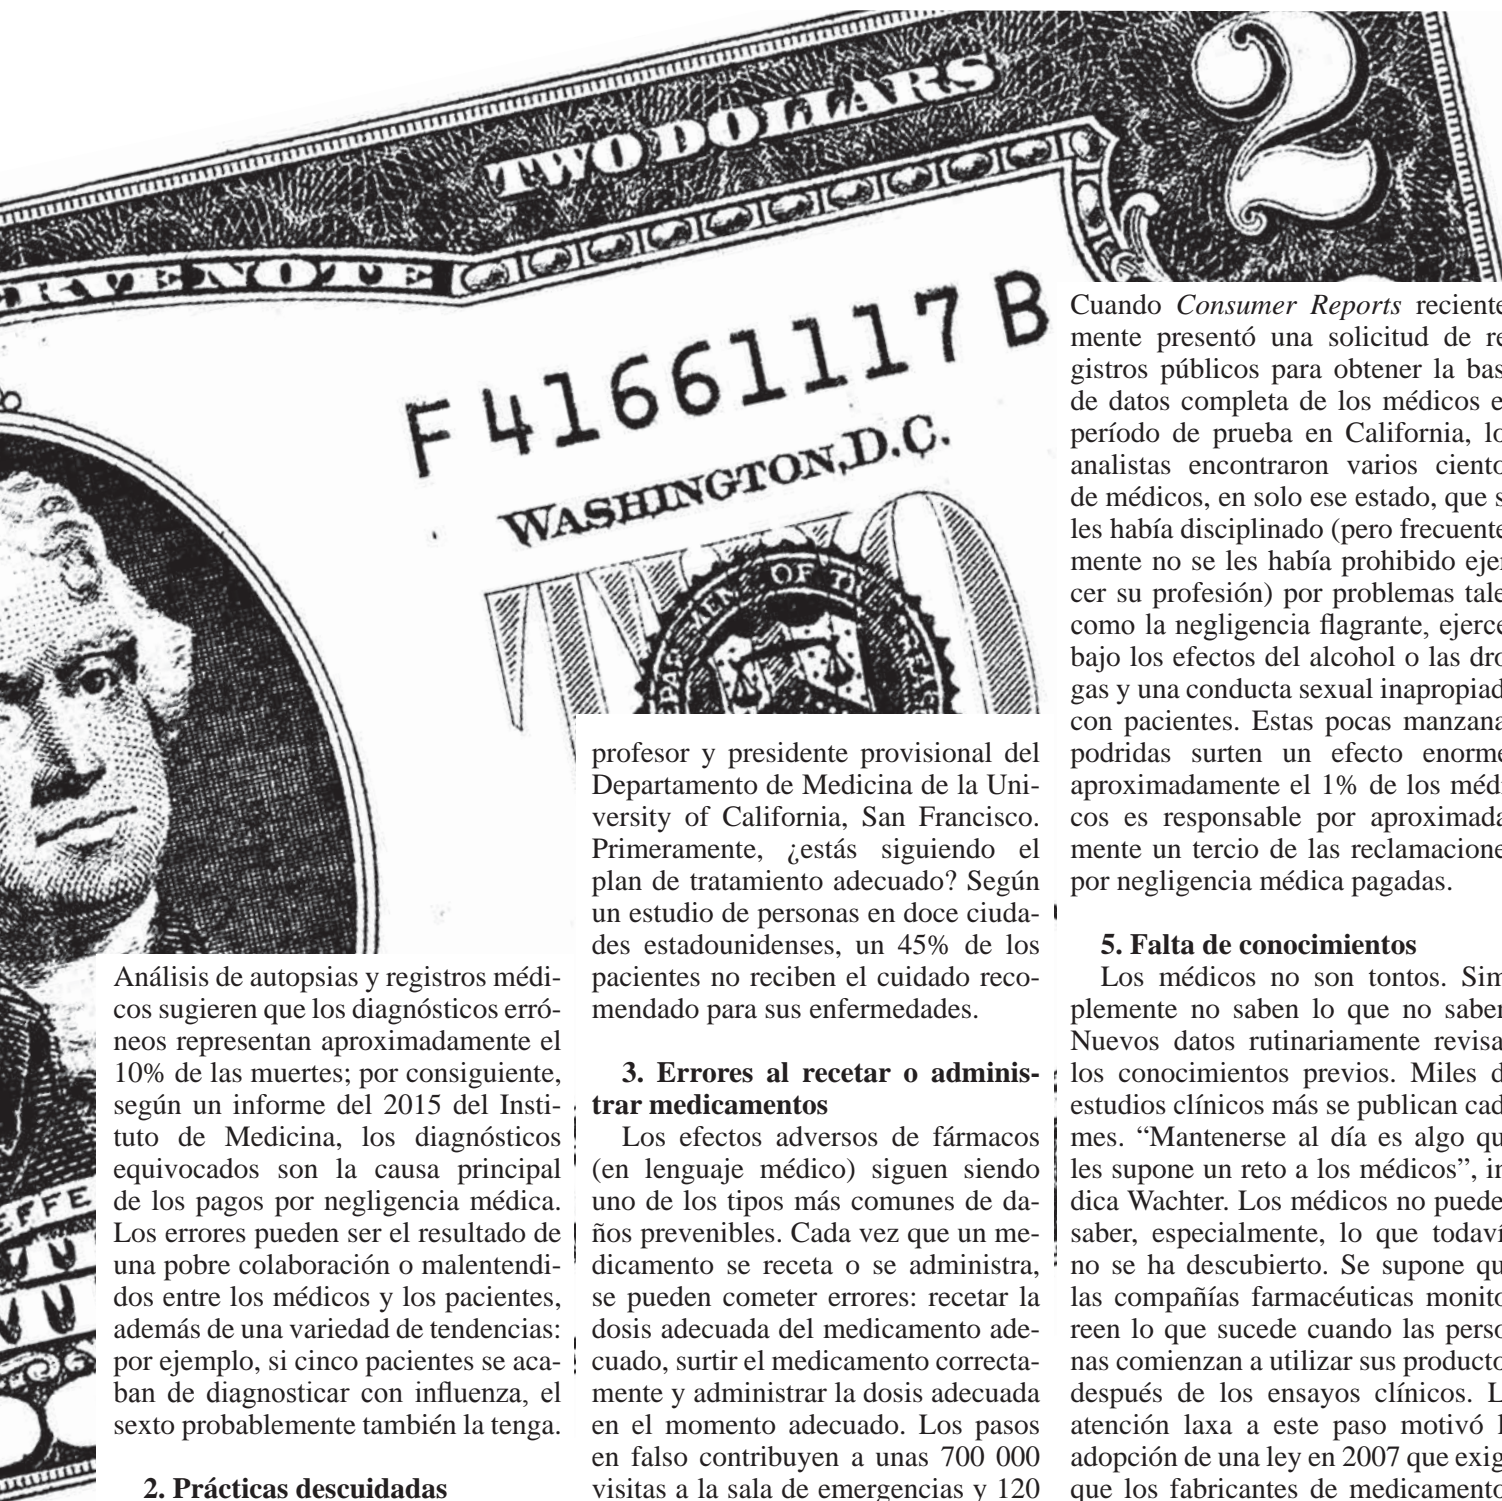 TWO DOLLARS
2
F 41661117 B
WASHINGTON, D.C.
Análisis de autopsias y registros médi-
cos sugieren que los diagnósticos erró-
neos representan aproximadamente el
10% de las muertes; por consiguiente,
según un informe del 2015 del Insti-
tuto de Medicina, los diagnósticos
equivocados son la causa principal
de los pagos por negligencia médica.
Los errores pueden ser el resultado de
una pobre colaboración o malentendi-
dos entre los médicos y los pacientes,
además de una variedad de tendencias:
por ejemplo, si cinco pacientes se aca-
ban de diagnosticar con influenza, el
sexto probablemente también la tenga.
2. Prácticas descuidadas
profesor y presidente provisional del
Departamento de Medicina de la Uni-
versity of California, San Francisco.
Primeramente, ¿estás siguiendo el
plan de tratamiento adecuado? Según
un estudio de personas en doce ciuda-
des estadounidenses, un 45% de los
pacientes no reciben el cuidado reco-
mendado para sus enfermedades.
3. Errores al recetar o adminis-
trar medicamentos
Los efectos adversos de fármacos
(en lenguaje médico) siguen siendo
uno de los tipos más comunes de da-
ños prevenibles. Cada vez que un me-
dicamento se receta o se administra,
se pueden cometer errores: recetar la
dosis adecuada del medicamento ade-
cuado, surtir el medicamento correcta-
mente y administrar la dosis adecuada
en el momento adecuado. Los pasos
en falso contribuyen a unas 700 000
visitas a la sala de emergencias y 120
Cuando Consumer Reports reciente
mente presentó una solicitud de re
gistros públicos para obtener la bas
de datos completa de los médicos e
período de prueba en California, lo
analistas encontraron varios ciento
de médicos, en solo ese estado, que s
les había disciplinado (pero frecuente
mente no se les había prohibido ejer
cer su profesión) por problemas tale
como la negligencia flagrante, ejerce
bajo los efectos del alcohol o las dro
gas y una conducta sexual inapropiad
con pacientes. Estas pocas manzana
podridas surten un efecto enorme
aproximadamente el 1% de los médi
cos es responsable por aproximada
mente un tercio de las reclamacione
por negligencia médica pagadas.
5. Falta de conocimientos
Los médicos no son tontos. Sim
plemente no saben lo que no saben
Nuevos datos rutinariamente revisa
los conocimientos previos. Miles d
estudios clínicos más se publican cad
mes. “Mantenerse al día es algo qu
les supone un reto a los médicos”, in
dica Wachter. Los médicos no puede
saber, especialmente, lo que todaví
no se ha descubierto. Se supone qu
las compañías farmacéuticas monito
reen lo que sucede cuando las perso
nas comienzan a utilizar sus producto
después de los ensayos clínicos. L
atención laxa a este paso motivó l
adopción de una ley en 2007 que exig
que los fabricantes de medicamento